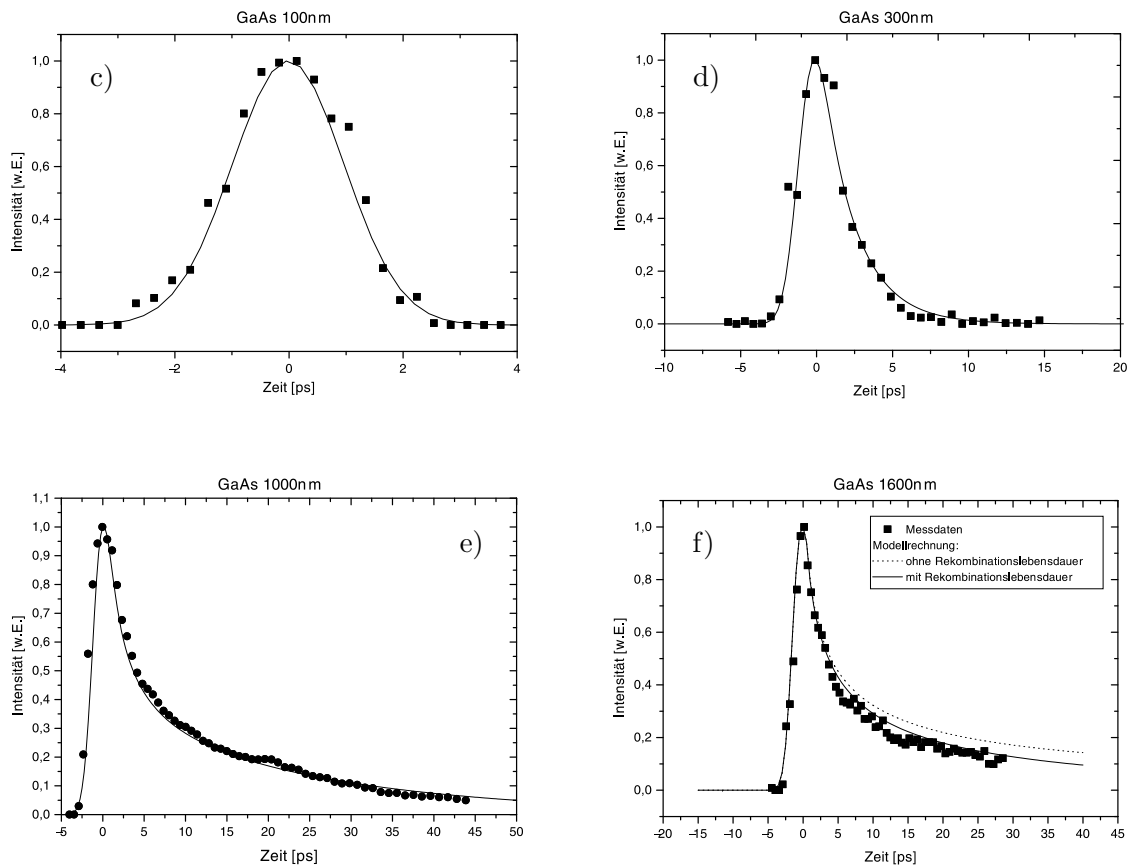 GaAs 100nm
c)
Intensität [w.E.]
1,0
0,8
0,6
0,4
0,2
0,0
−4 −2 0 2 4
Zeit [ps]
GaAs 300nm
d)
Intensität [w.E.]
1,0
0,8
0,6
0,4
0,2
0,0
−10 −5 0 5 10 15 20
Zeit [ps]
GaAs 1000nm
e)
Intensität [w.E.]
1,1
1,0
0,9
0,8
0,7
0,6
0,5
0,4
0,3
0,2
0,1
0,0
-5 0 5 10 15 20 25 30 35 40 45 50
Zeit [ps]
GaAs 1600nm
f)
Messdaten
Modellrechnung:
ohne Rekombinationslebensdauer
mit Rekombinationslebensdauer
Intensität [w.E.]
1,0
0,8
0,6
0,4
0,2
0,0
−20 −15 −10 −5 0 5 10 15 20 25 30 35 40 45
Zeit [ps]